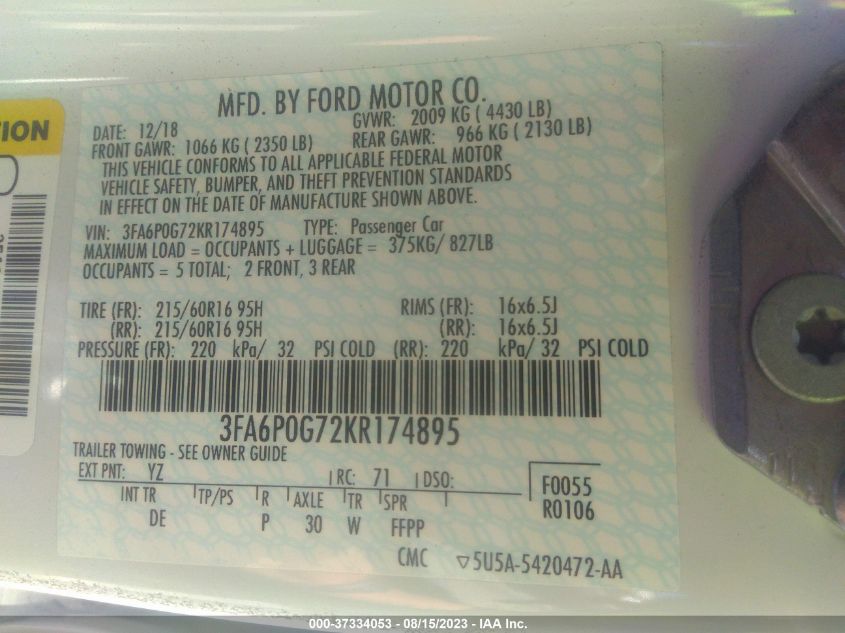 TION
MFD. BY FORD MOTOR CO.
DATE: 12/18 GVWR: 2009 KG ( 4430 LB)
FRONT GAWR: 1066 KG ( 2350 LB) REAR GAWR: 966 KG ( 2130 LB)
THIS VEHICLE CONFORMS TO ALL APPLICABLE FEDERAL MOTOR
VEHICLE SAFETY, BUMPER, AND THEFT PREVENTION STANDARDS
IN EFFECT ON THE DATE OF MANUFACTURE SHOWN ABOVE.
VIN: 3FA6P0G72KR174895 TYPE: Passenger Car
MAXIMUM LOAD = OCCUPANTS + LUGGAGE = 375KG/ 827LB
OCCUPANTS = 5 TOTAL; 2 FRONT, 3 REAR
TIRE (FR): 215/60R16 95H RIMS (FR): 16x6.5J
(RR): 215/60R16 95H (RR): 16x6.5J
PRESSURE (FR): 220 kPa/ 32 PSI COLD (RR): 220 kPa/ 32 PSI COLD
3FA6P0G72KR174895
TRAILER TOWING - SEE OWNER GUIDE
EXT PNT: YZ RC: 71 DSO:
F0055
INT TR TP/PS R AXLE TR SPR
R0106
DE P 30 W FFPP
CMC ▽5U5A-5420472-AA
000-37334053 - 08/15/2023 - IAA Inc.